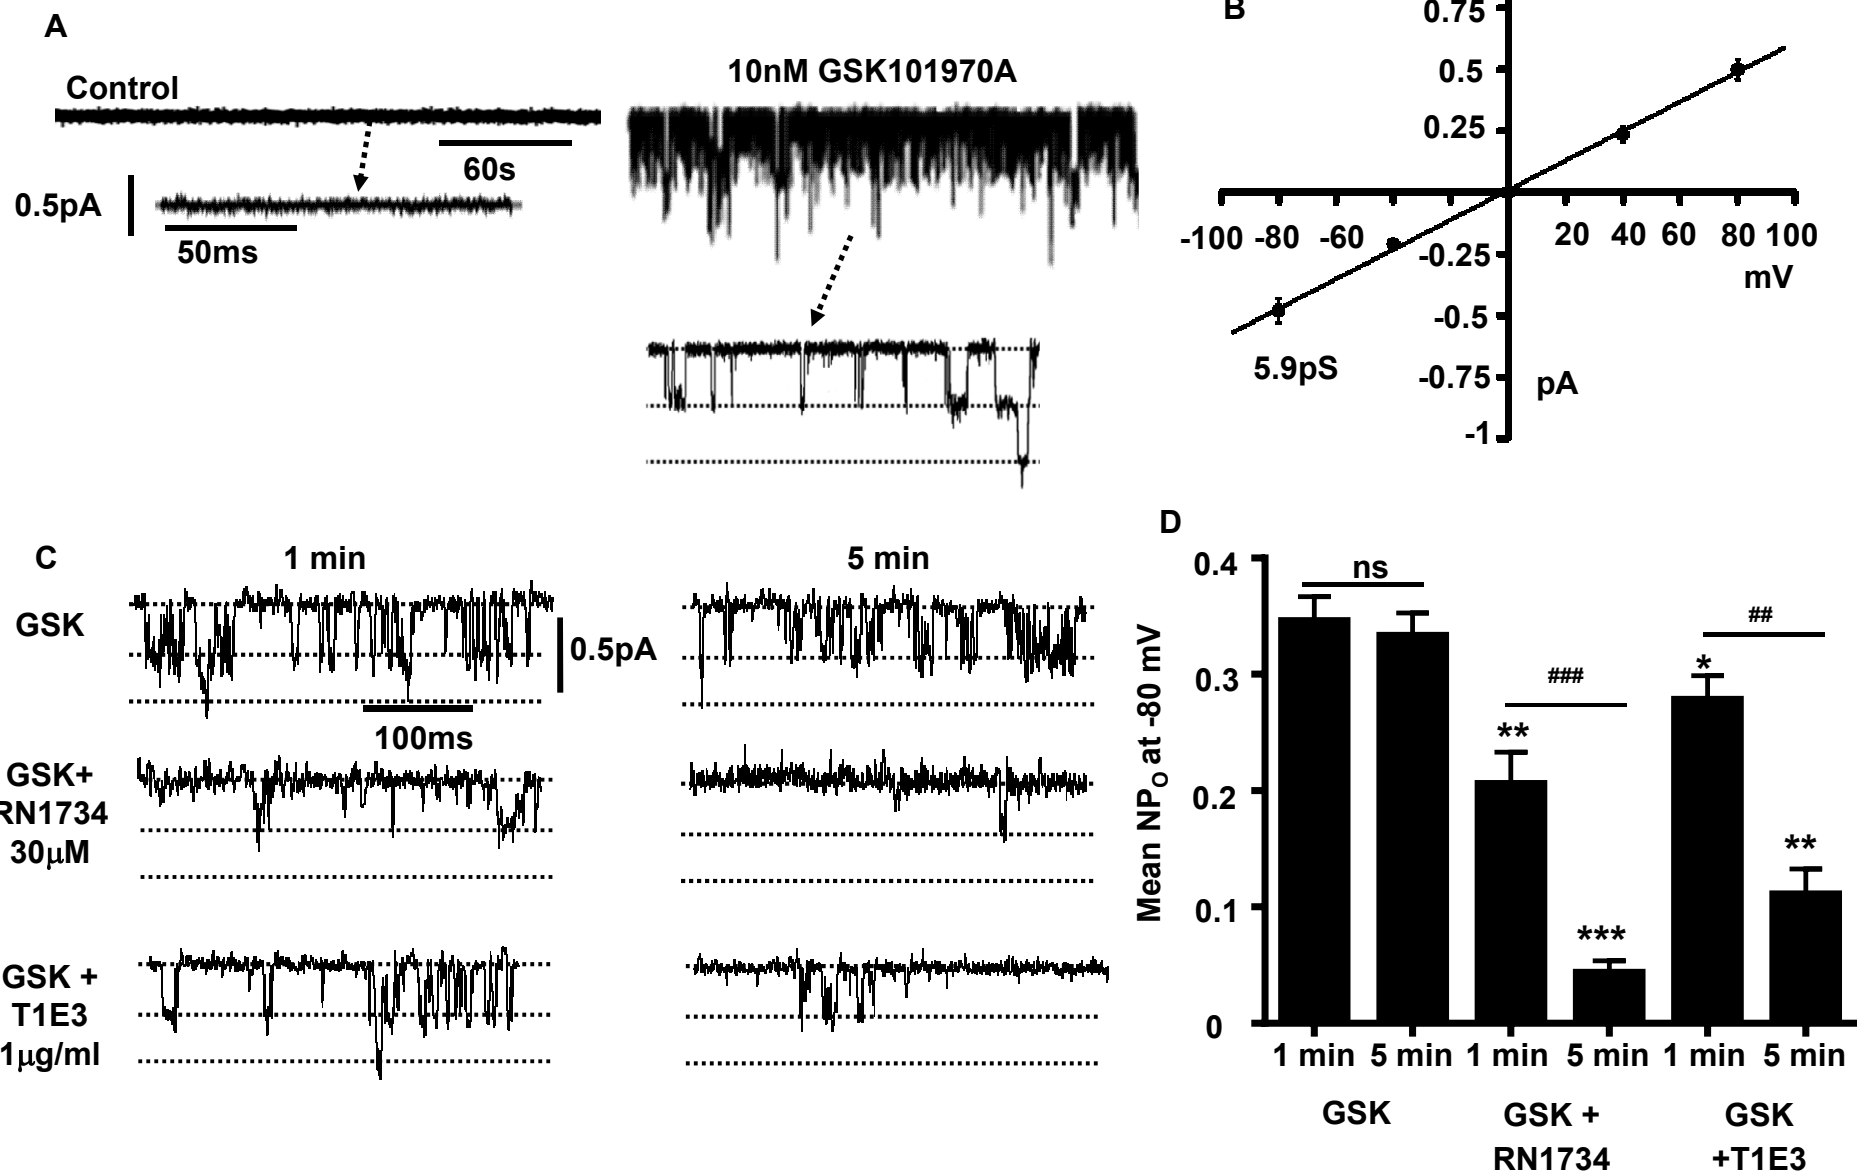 A
Control
60s
0.5pA
50ms
10nM GSK101970A
B
0.75
0.5
0.25
-100 -80 -60 20 40 60 80 100
mV
-0.25
-0.5
-0.75
-1
5.9pS
pA
C
1 min
5 min
GSK
0.5pA
100ms
GSK+
RN1734
30µM
GSK +
T1E3
1µg/ml
D
Mean NPO at -80 mV
0.4
0.3
0.2
0.1
0
ns
**
###
***
*
##
**
1 min 5 min 1 min 5 min 1 min 5 min
GSK
GSK +
RN1734
GSK
+T1E3